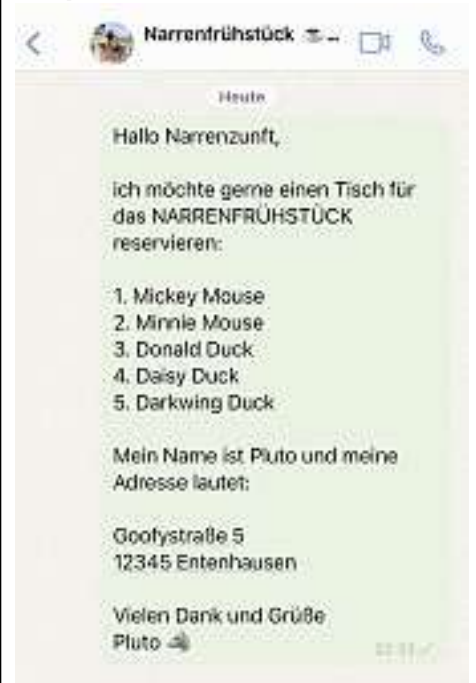 Narrenfrühstück
Heute
Hallo Narrenzunft,
ich möchte gerne einen Tisch für
das NARRENFRÜHSTÜCK
reservieren:
1. Mickey Mouse
2. Minnie Mouse
3. Donald Duck
4. Daisy Duck
5. Darkwing Duck
Mein Name ist Pluto und meine
Adresse lautet:
Goofystraße 5
12345 Entenhausen
Vielen Dank und Grüße
Pluto